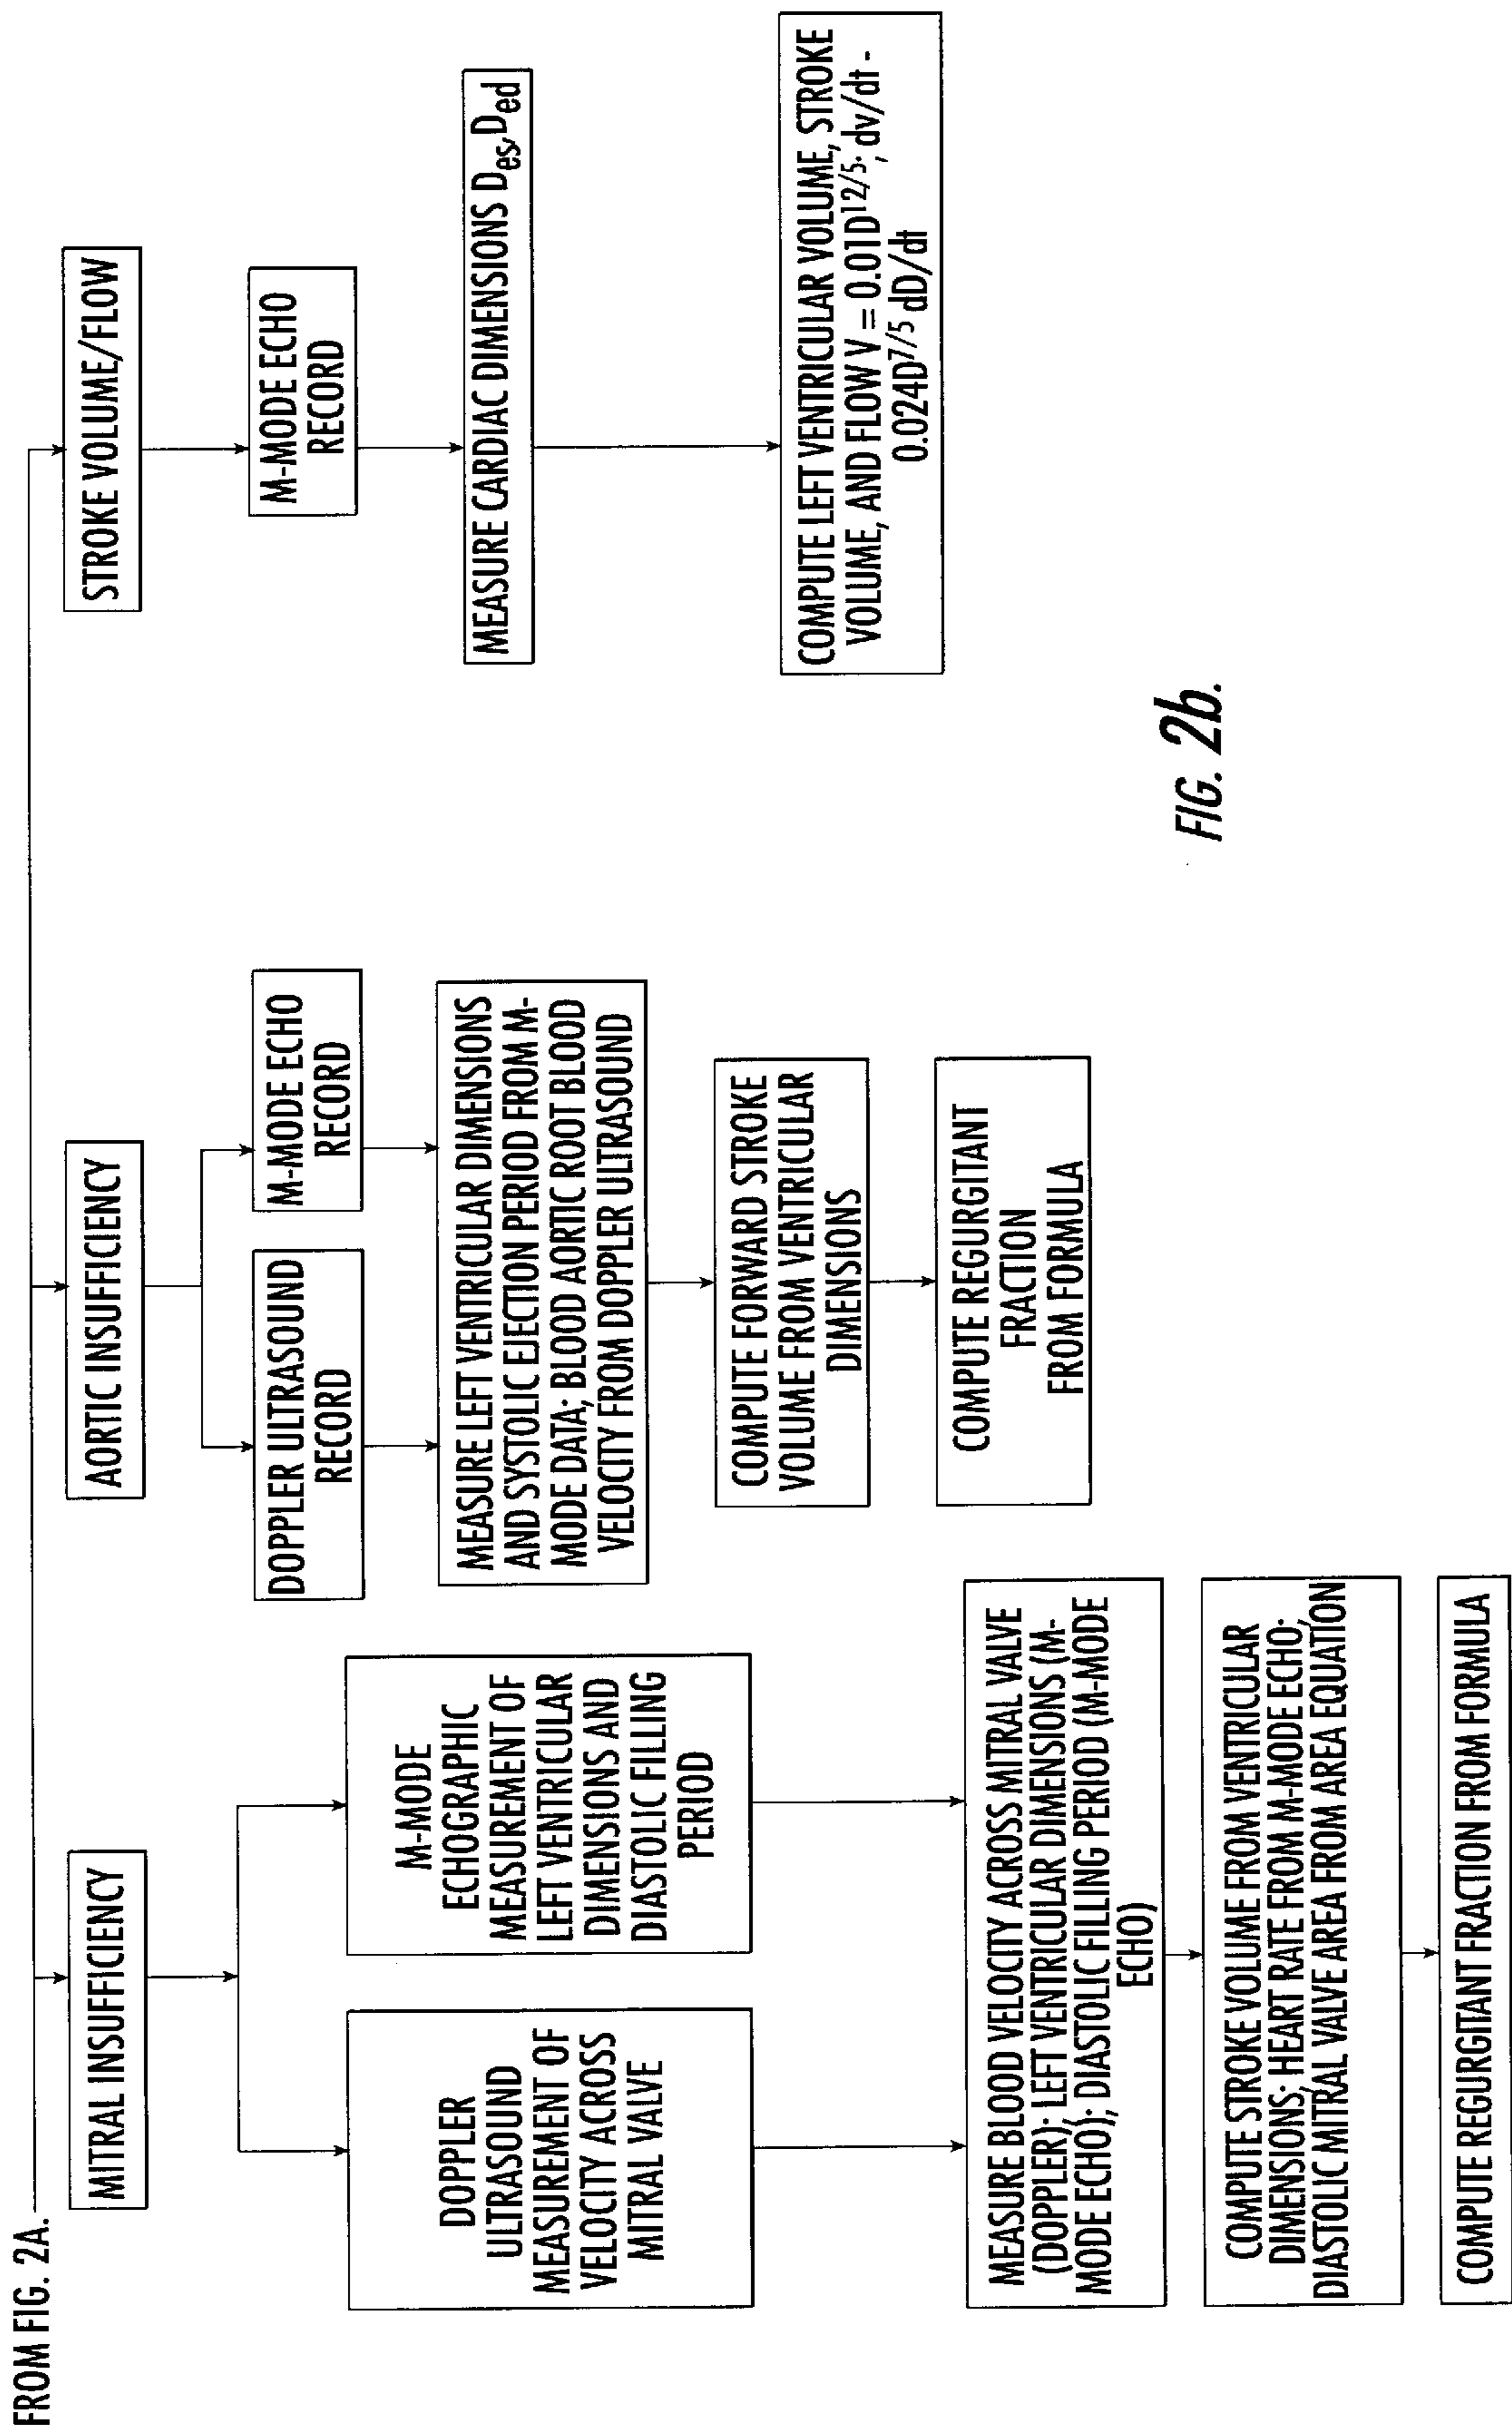 FROM FIG. 2A.
MITRAL INSUFFICIENCY
DOPPLER
ULTRASOUND
MEASUREMENT OF
VELOCITY ACROSS
MITRAL VALVE
M-MODE
ECHOGRAPHIC
MEASUREMENT OF
LEFT VENTRICULAR
DIMENSIONS AND
DIASTOLIC FILLING
PERIOD
MEASURE BLOOD VELOCITY ACROSS MITRAL VALVE
(DOPPLER); LEFT VENTRICULAR DIMENSIONS (M-
MODE ECHO); DIASTOLIC FILLING PERIOD (M-MODE
ECHO)
COMPUTE STROKE VOLUME FROM VENTRICULAR
DIMENSIONS; HEART RATE FROM M-MODE ECHO;
DIASTOLIC MITRAL VALVE AREA FROM AREA EQUATION
COMPUTE REGURGITANT FRACTION FROM FORMULA
AORTIC INSUFFICIENCY
DOPPLER ULTRASOUND
RECORD
M-MODE ECHO
RECORD
MEASURE LEFT VENTRICULAR DIMENSIONS
AND SYSTOLIC EJECTION PERIOD FROM M-
MODE DATA; BLOOD AORTIC ROOT BLOOD
VELOCITY FROM DOPPLER ULTRASOUND
COMPUTE FORWARD STROKE
VOLUME FROM VENTRICULAR
DIMENSIONS
COMPUTE REGURGITANT
FRACTION
FROM FORMULA
STROKE VOLUME/FLOW
M-MODE ECHO
RECORD
MEASURE CARDIAC DIMENSIONS Des,Ded
COMPUTE LEFT VENTRICULAR VOLUME, STROKE
VOLUME, AND FLOW V = 0.01D12/5; dv/dt -
0.024D7/5 dD/dt
FIG. 2b.